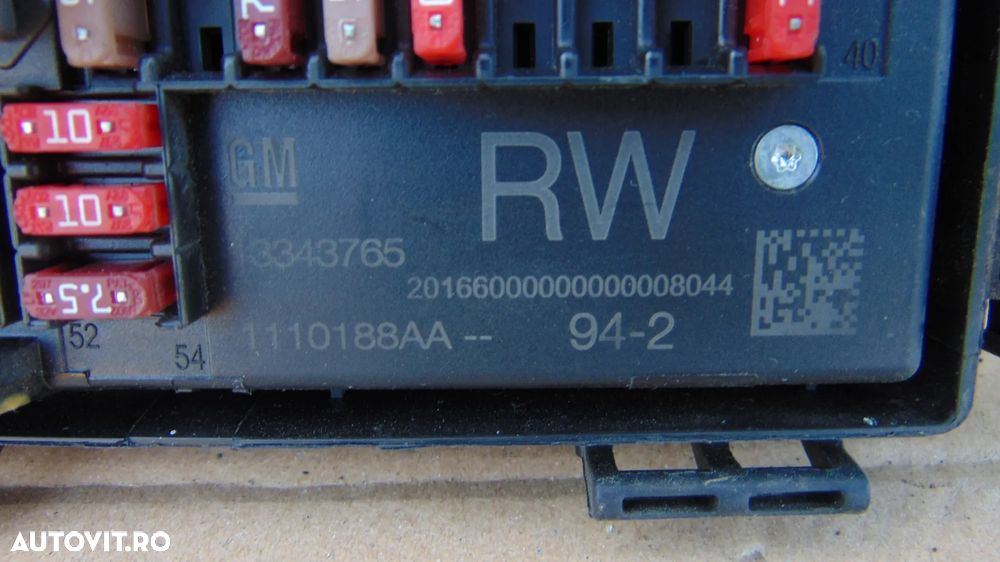 40
10
GM
RW
10
13343765
20166000000000008044
7.5
1110188AA --
94-2
52
54
AUTOVIT.RO